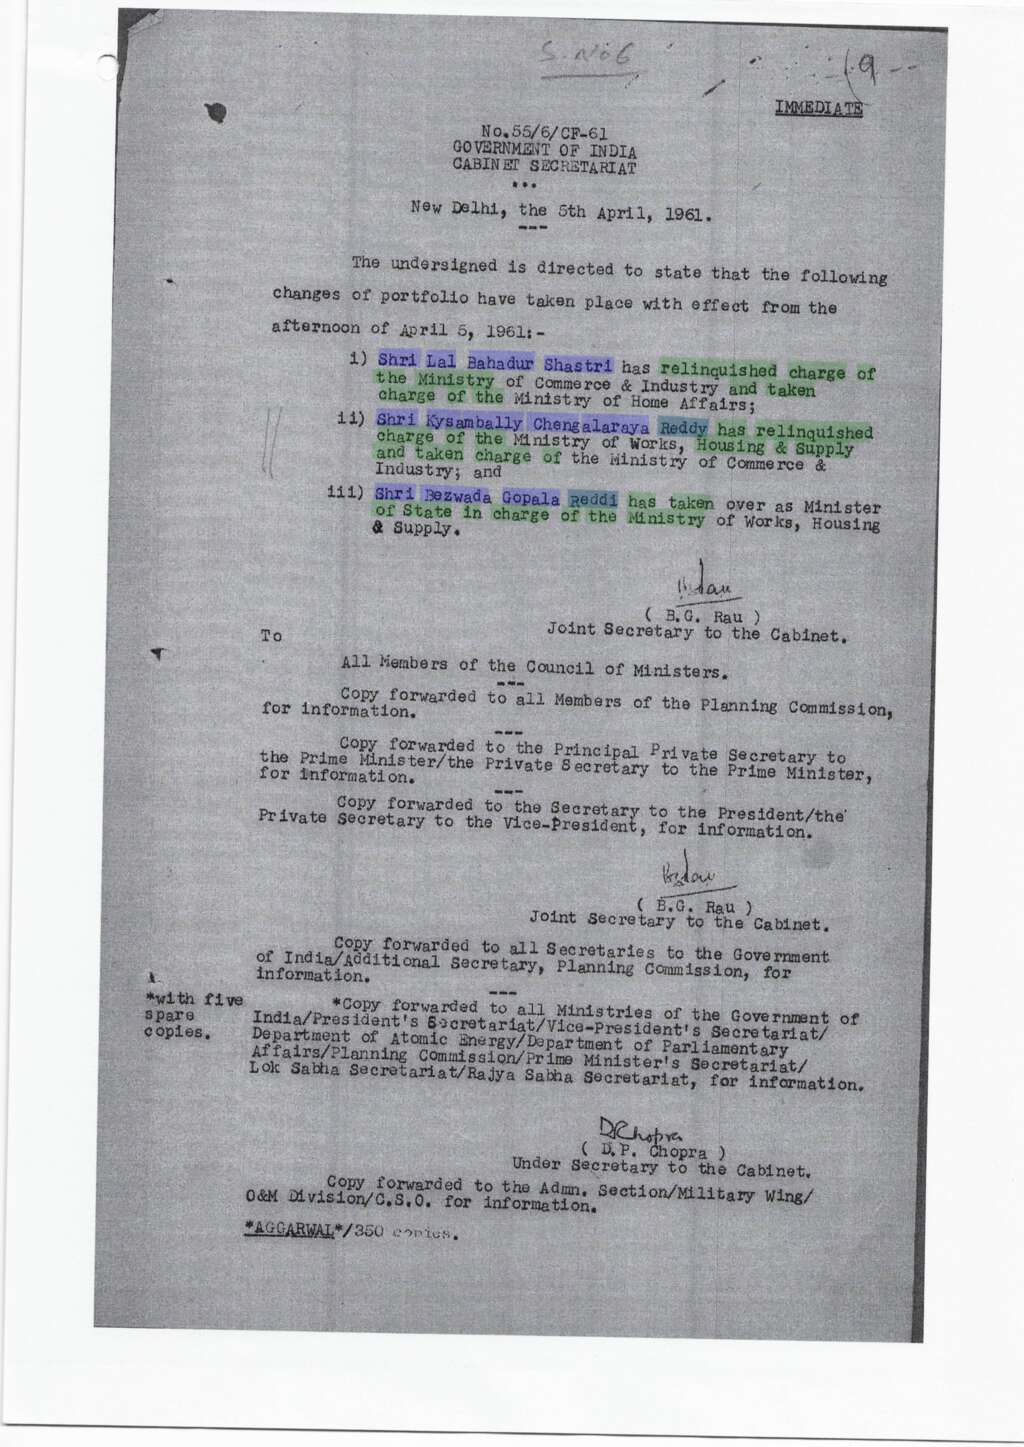 S. No 6
19
IMMEDIATE
No.55/6/CF-61
GOVERNMENT OF INDIA
CABINET SECRETARIAT
...
New Delhi, the 5th April, 1961.
---
The undersigned is directed to state that the following
changes of portfolio have taken place with effect from the
afternoon of April 5, 1961:-
i) Shri Lal Bahadur Shastri has relinquished charge of
the Ministry of Commerce & Industry and taken
charge of the Ministry of Home Affairs;
ii) Shri Kysambally Chengalaraya Reddy has relinquished
charge of the Ministry of Works, Housing & Supply
and taken charge of the Ministry of Commerce &
Industry; and
iii) Shri Bezwada Gopala Reddi has taken over as Minister
of State in charge of the Ministry of Works, Housing
& Supply.
( B.G. Rau )
Joint Secretary to the Cabinet.
To
All Members of the Council of Ministers.
---
Copy forwarded to all Members of the Planning Commission,
for information.
---
Copy forwarded to the Principal Private Secretary to
the Prime Minister/the Private Secretary to the Prime Minister,
for information.
---
Copy forwarded to the Secretary to the President/the
Private Secretary to the Vice-President, for information.
( B.G. Rau )
Joint Secretary to the Cabinet.
Copy forwarded to all Secretaries to the Government
of India/Additional Secretary, Planning Commission, for
information.
---
*with five
spare
copies.
*Copy forwarded to all Ministries of the Government of
India/President's Secretariat/Vice-President's Secretariat/
Department of Atomic Energy/Department of Parliamentary
Affairs/Planning Commission/Prime Minister's Secretariat/
Lok Sabha Secretariat/Rajya Sabha Secretariat, for information.
DPChopra
( D.P. Chopra )
Under Secretary to the Cabinet.
Copy forwarded to the Admn. Section/Military Wing/
O&M Division/C.S.O. for information.
*AGGARWAL*/350 copies.